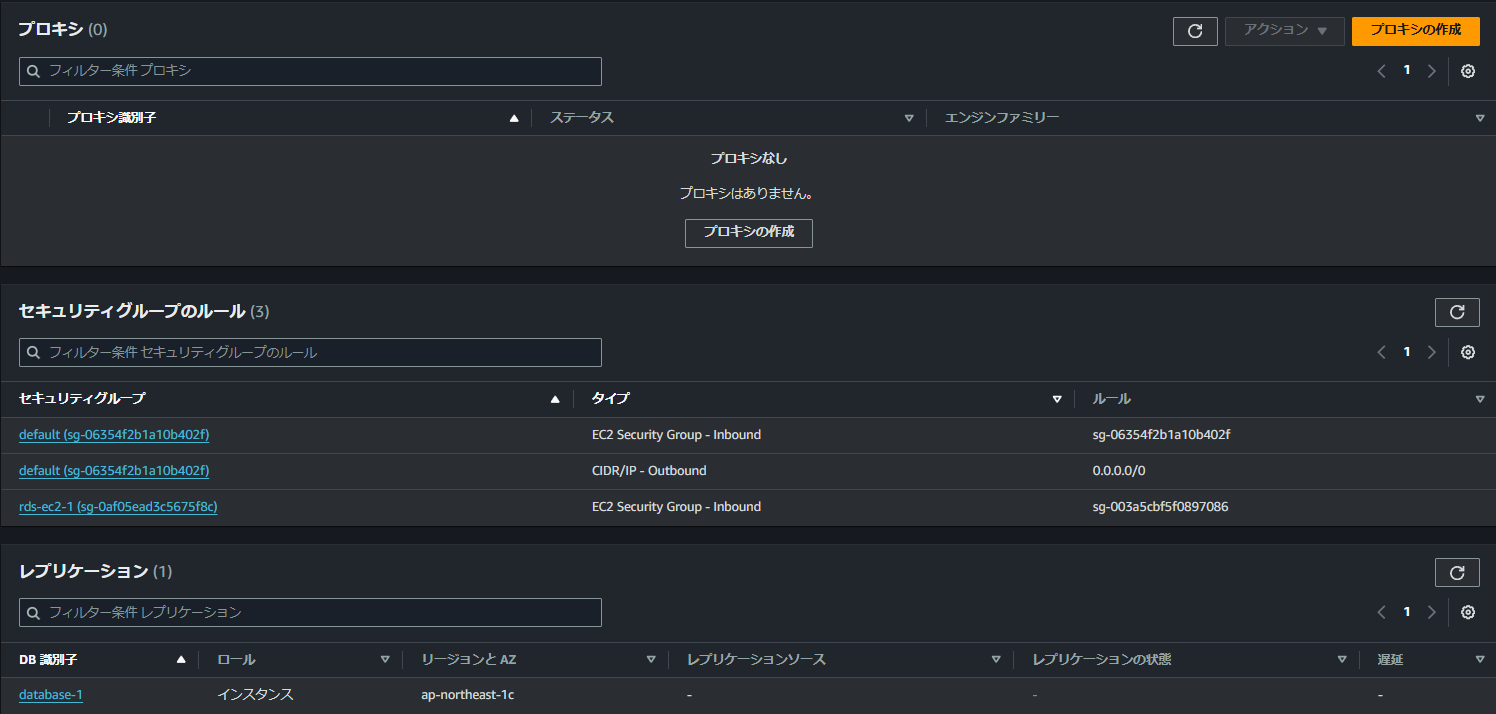 プロキシ (0)
アクション
プロキシの作成
フィルター条件 プロキシ
1
プロキシ識別子 ステータス エンジンファミリー
プロキシなし
プロキシはありません。
プロキシの作成
セキュリティグループのルール (3)
フィルター条件 セキュリティグループのルール
1
セキュリティグループ タイプ ルール
default (sg-06354f2b1a10b402f) EC2 Security Group - Inbound sg-06354f2b1a10b402f
default (sg-06354f2b1a10b402f) CIDR/IP - Outbound 0.0.0.0/0
rds-ec2-1 (sg-0af05ead3c5675f8c) EC2 Security Group - Inbound sg-003a5cbf5f0897086
レプリケーション (1)
フィルター条件 レプリケーション
1
DB 識別子 ロール リージョンと AZ レプリケーションソース レプリケーションの状態 遅延
database-1 インスタンス ap-northeast-1c - - -